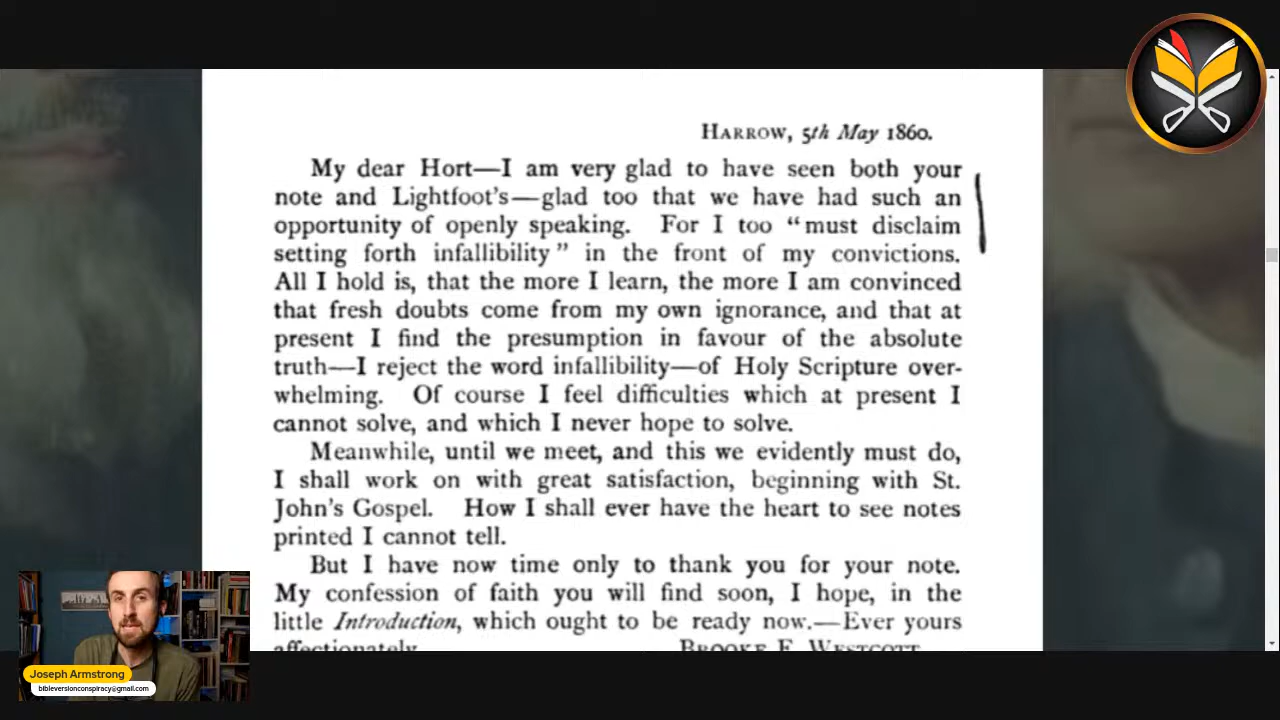 HARROW, 5th May 1860.
My dear Hort—I am very glad to have seen both your
note and Lightfoot's—glad too that we have had such an
opportunity of openly speaking. For I too “must disclaim
setting forth infallibility” in the front of my convictions.
All I hold is, that the more I learn, the more I am convinced
that fresh doubts come from my own ignorance, and that at
present I find the presumption in favour of the absolute
truth—I reject the word infallibility—of Holy Scripture over-
whelming. Of course I feel difficulties which at present I
cannot solve, and which I never hope to solve.
Meanwhile, until we meet, and this we evidently must do,
I shall work on with great satisfaction, beginning with St.
John's Gospel. How I shall ever have the heart to see notes
printed I cannot tell.
But I have now time only to thank you for your note.
My confession of faith you will find soon, I hope, in the
little Introduction, which ought to be ready now.—Ever yours
affectionately, BROOKE F. WESTCOTT
Joseph Armstrong
bibleversionconspiracy@gmail.com